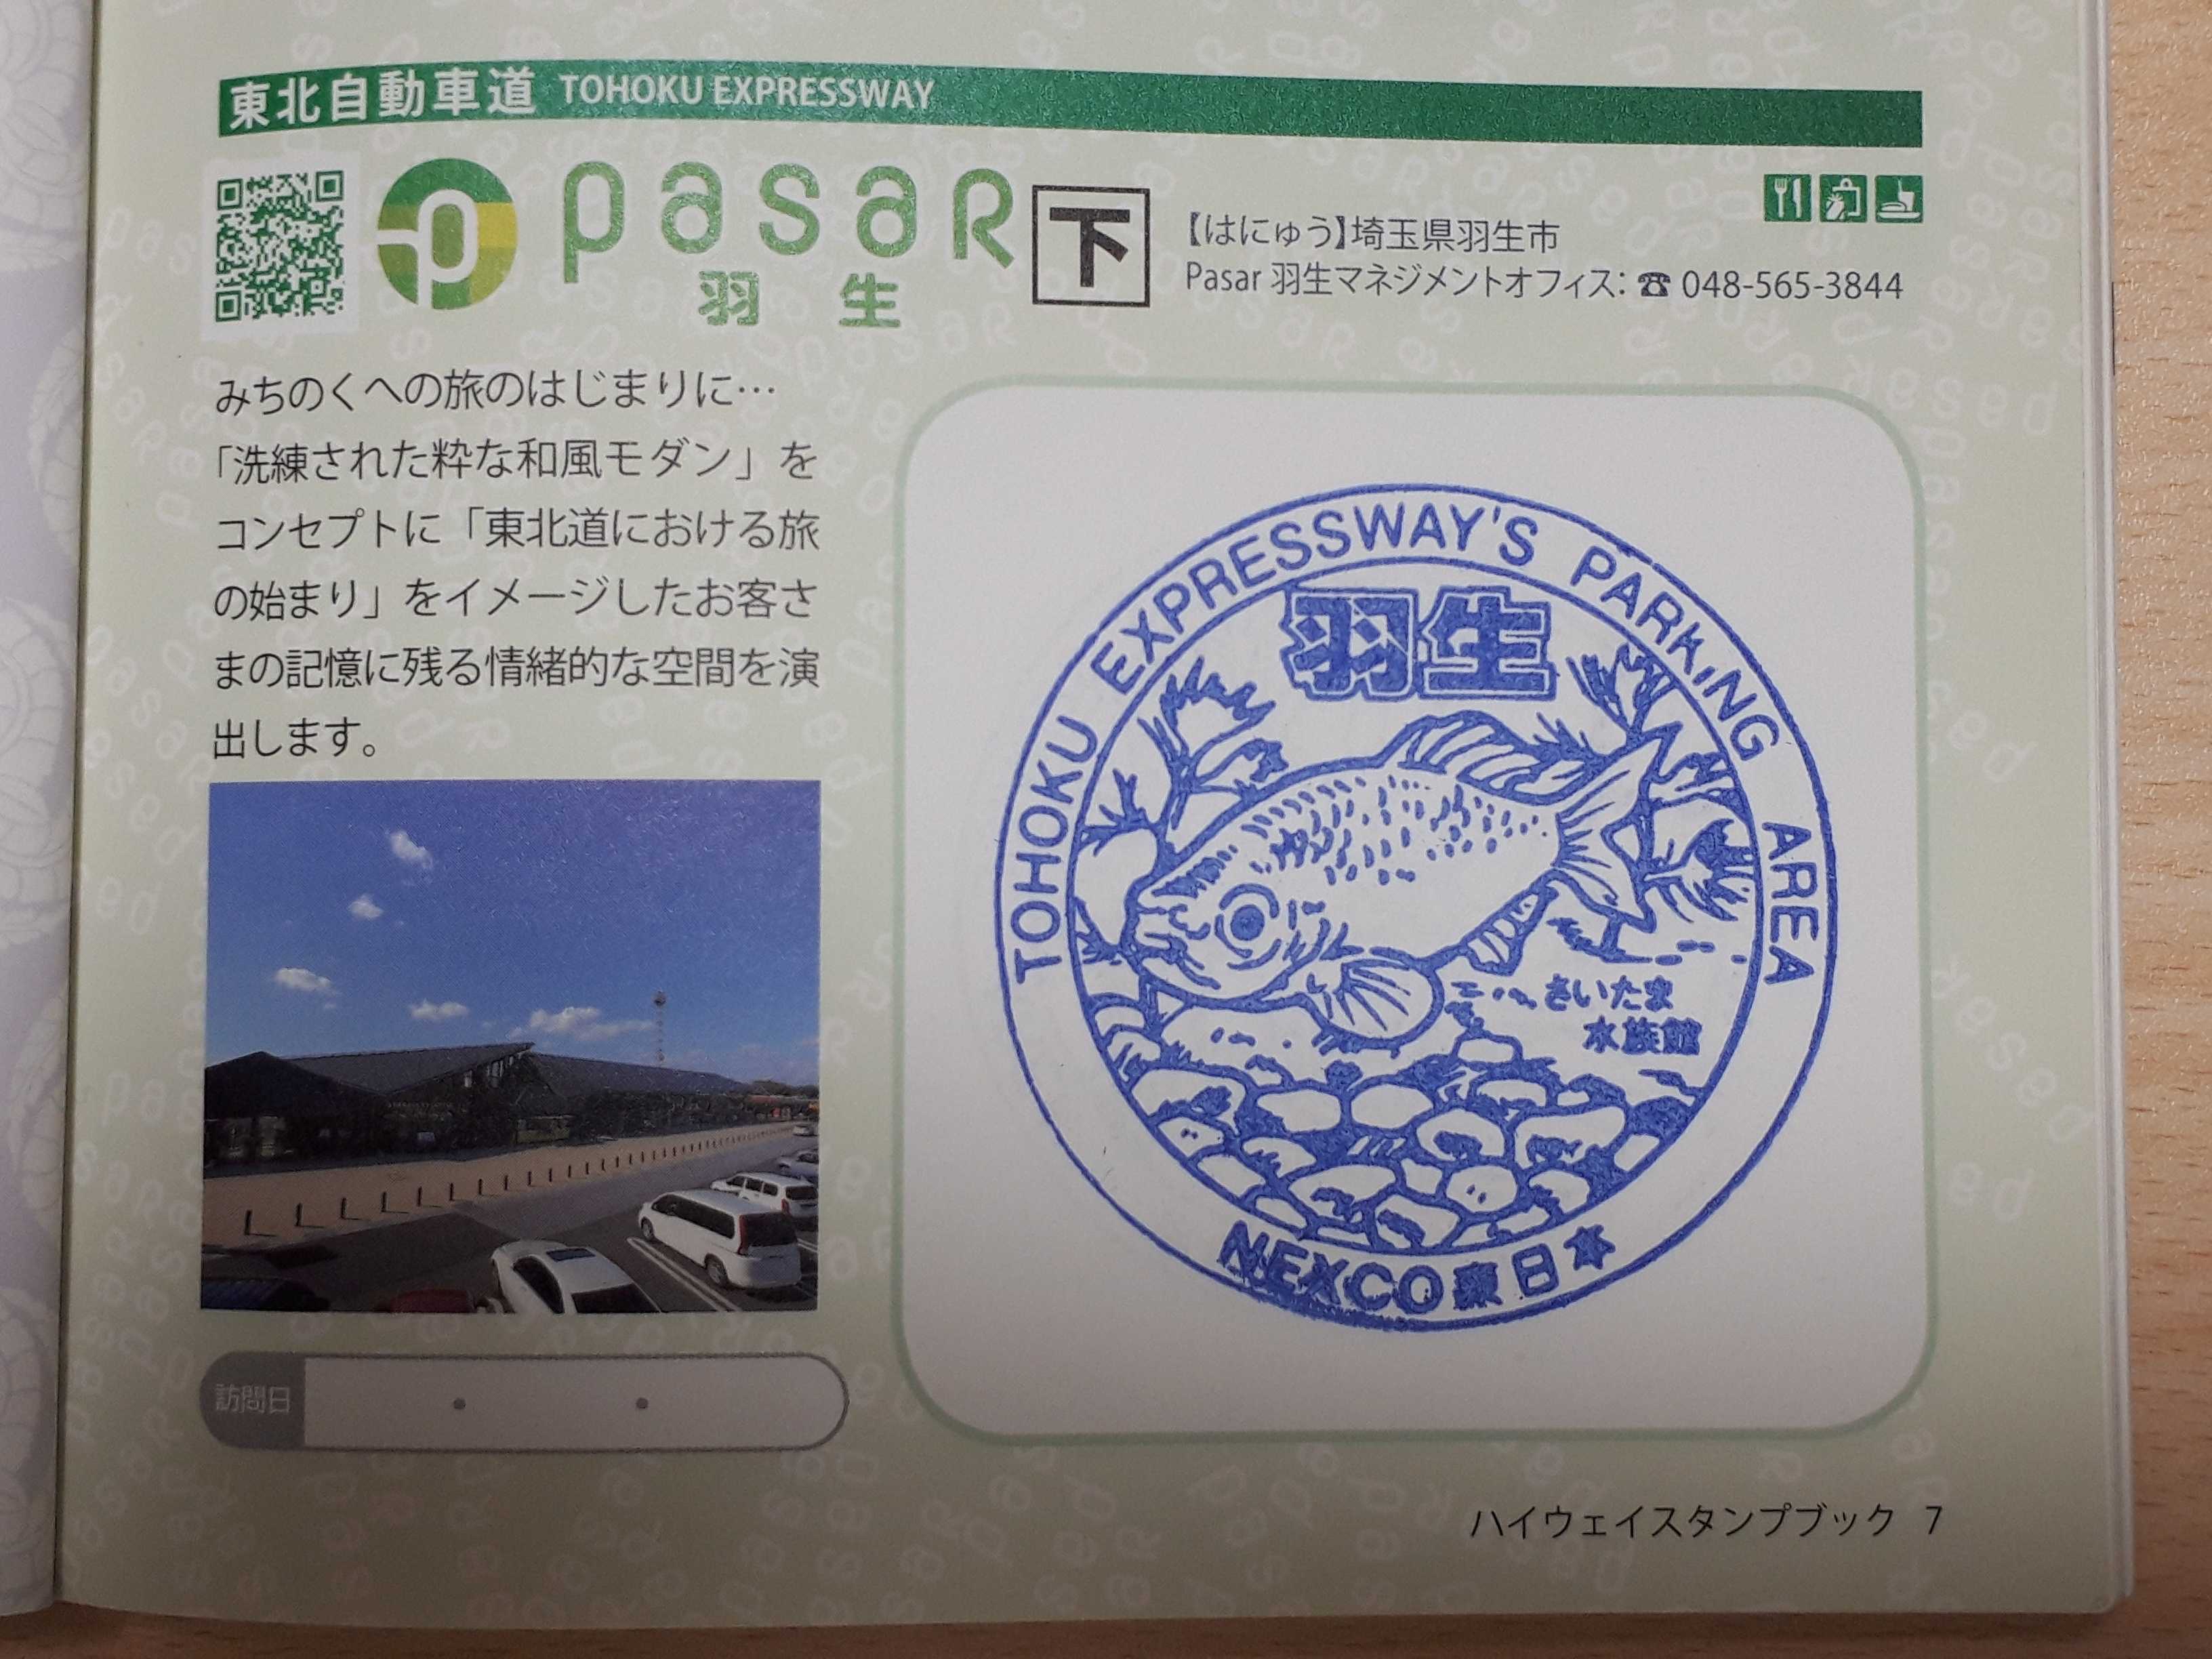 東北自動車道 TOHOKU EXPRESSWAY
pasaR
羽生
下
【はにゅう】埼玉県羽生市
Pasar 羽生マネジメントオフィス: ☎ 048-565-3844
みちのくへの旅のはじまりに…
「洗練された粋な和風モダン」を
コンセプトに「東北道における旅
の始まり」をイメージしたお客さ
まの記憶に残る情緒的な空間を演
出します。
訪問日 ・ ・
TOHOKU EXPRESSWAY'S PARKING AREA
羽生
さいたま
水族館
NEXCO東日★
ハイウェイスタンプブック 7